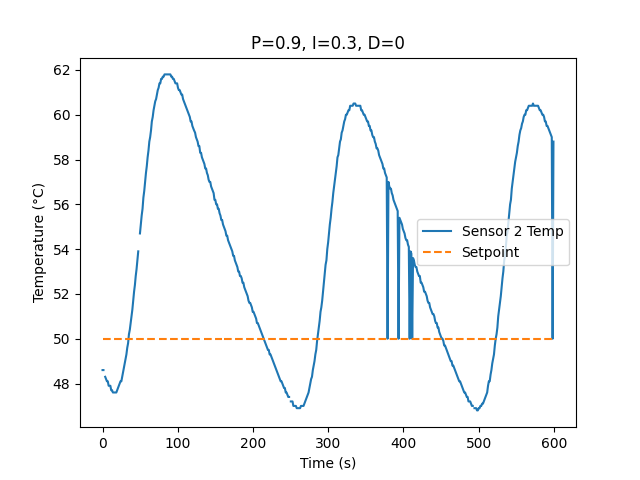 P=0.9, I=0.3, D=0
Temperature (°C)
62
60
58
56
54
52
50
48
Sensor 2 Temp
Setpoint
0 100 200 300 400 500 600
Time (s)